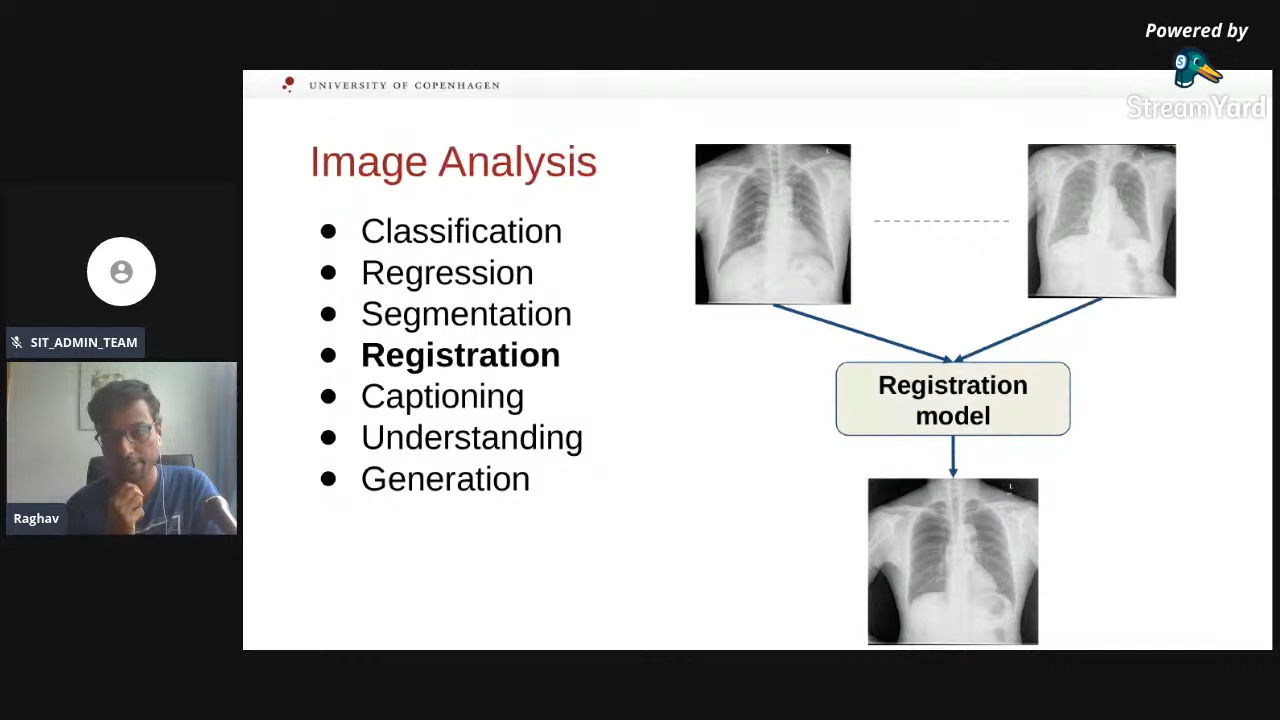 Powered by
StreamYard
UNIVERSITY OF COPENHAGEN
Image Analysis
Classification
Regression
Segmentation
Registration
Captioning
Understanding
Generation
Registration
model
SIT_ADMIN_TEAM
Raghav